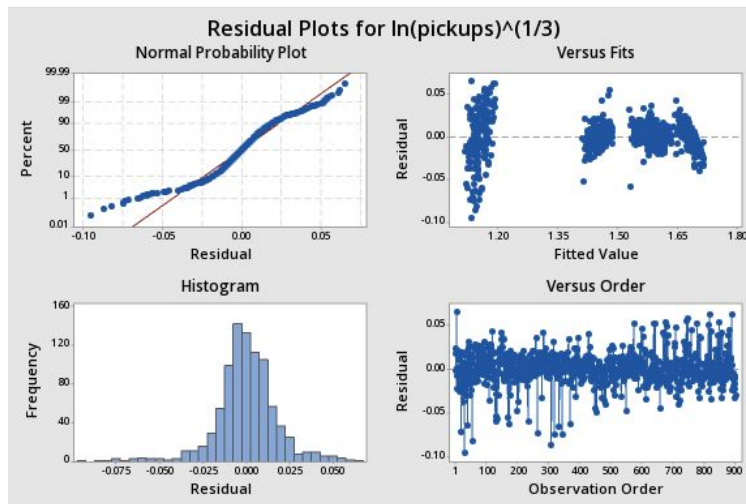 Residual Plots for ln(pickups)^(1/3)
Normal Probability Plot
99.99
99
90
50
10
1
0.01
Percent
-0.10 -0.05 0.00 0.05
Residual
Versus Fits
0.05
0.00
-0.05
-0.10
Residual
1.20 1.35 1.50 1.65 1.80
Fitted Value
Histogram
160
120
80
40
0
Frequency
-0.075 -0.050 -0.025 0.000 0.025 0.050
Residual
Versus Order
0.05
0.00
-0.05
-0.10
Residual
1 100 200 300 400 500 600 700 800 900
Observation Order